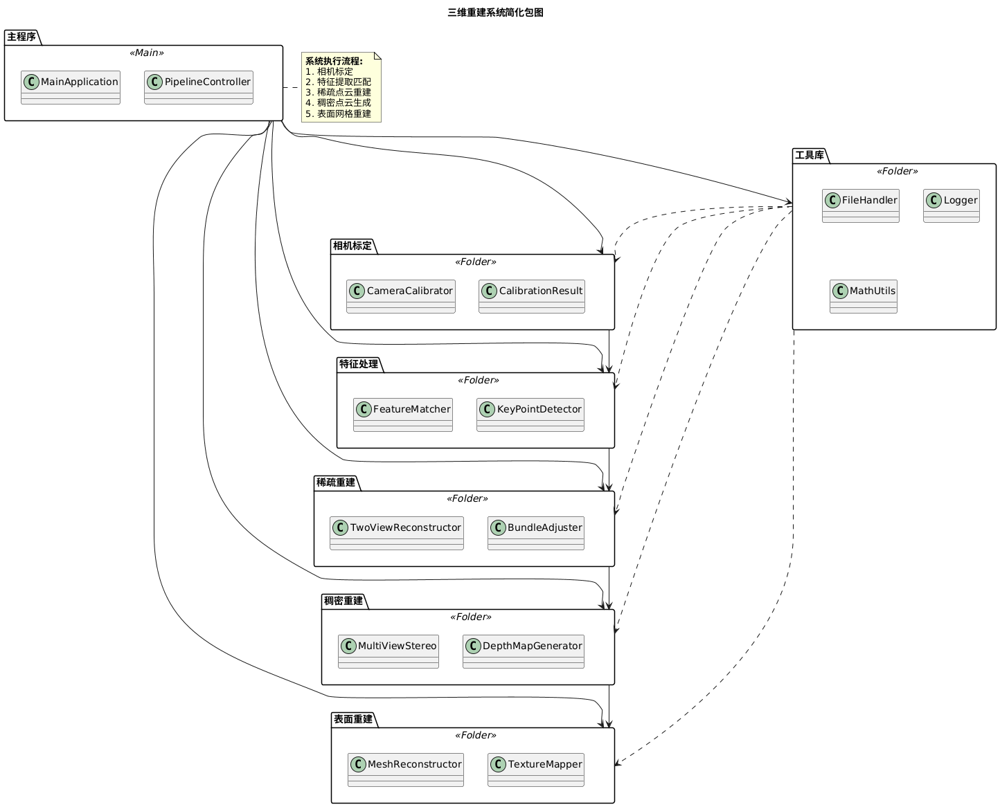 三维重建系统简化包图
主程序
«Main»
C MainApplication
C PipelineController
系统执行流程:
1. 相机标定
2. 特征提取匹配
3. 稀疏点云重建
4. 稠密点云生成
5. 表面网格重建
工具库
«Folder»
C FileHandler
C Logger
C MathUtils
相机标定
«Folder»
C CameraCalibrator
C CalibrationResult
特征处理
«Folder»
C FeatureMatcher
C KeyPointDetector
稀疏重建
«Folder»
C TwoViewReconstructor
C BundleAdjuster
稠密重建
«Folder»
C MultiViewStereo
C DepthMapGenerator
表面重建
«Folder»
C MeshReconstructor
C TextureMapper